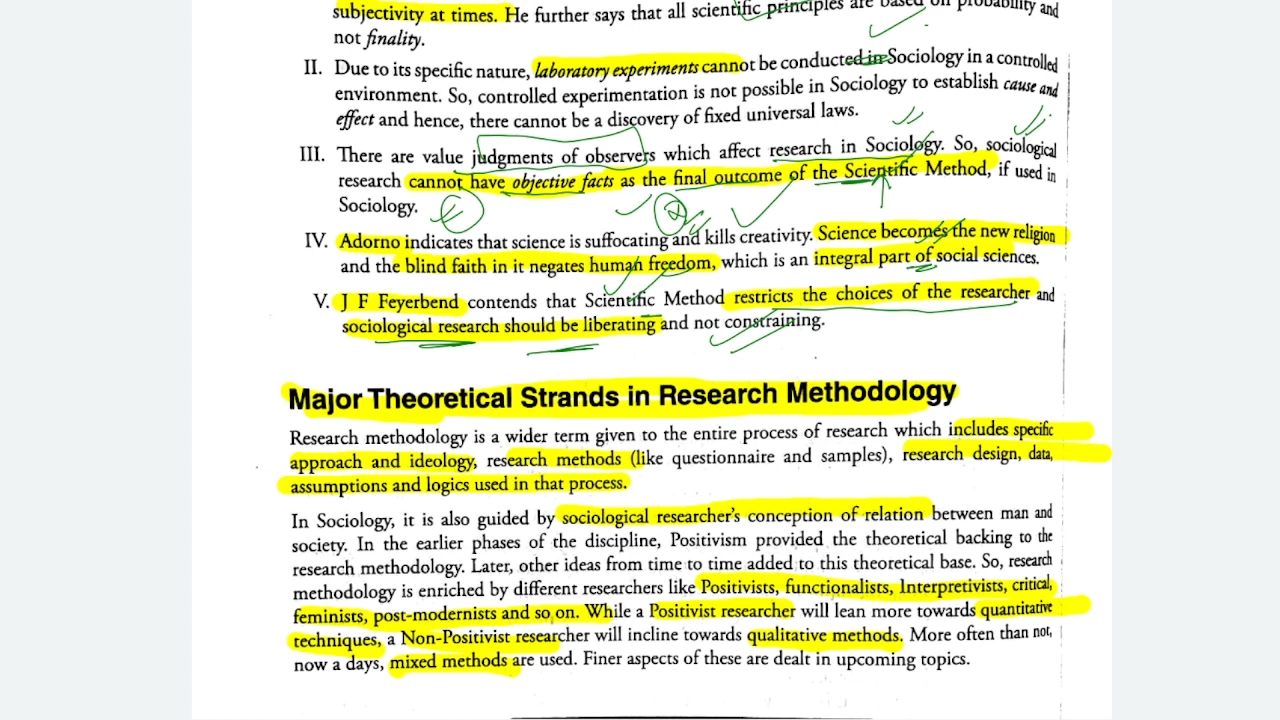 subjectivity at times. He further says that all scientific principles are based on probability and
not finality.
II. Due to its specific nature, laboratory experiments cannot be conducted in Sociology in a controlled
environment. So, controlled experimentation is not possible in Sociology to establish cause and
effect and hence, there cannot be a discovery of fixed universal laws.
III. There are value judgments of observers which affect research in Sociology. So, sociological
research cannot have objective facts as the final outcome of the Scientific Method, if used in
Sociology.
IV. Adorno indicates that science is suffocating and kills creativity. Science becomes the new religion
and the blind faith in it negates human freedom, which is an integral part of social sciences.
V. J F Feyerbend contends that Scientific Method restricts the choices of the researcher and
sociological research should be liberating and not constraining.
Major Theoretical Strands in Research Methodology
Research methodology is a wider term given to the entire process of research which includes specific
approach and ideology, research methods (like questionnaire and samples), research design, data,
assumptions and logics used in that process.
In Sociology, it is also guided by sociological researcher's conception of relation between man and
society. In the earlier phases of the discipline, Positivism provided the theoretical backing to the
research methodology. Later, other ideas from time to time added to this theoretical base. So, research
methodology is enriched by different researchers like Positivists, functionalists, Interpretivists, critical,
feminists, post-modernists and so on. While a Positivist researcher will lean more towards quantitative
techniques, a Non-Positivist researcher will incline towards qualitative methods. More often than not,
now a days, mixed methods are used. Finer aspects of these are dealt in upcoming topics.